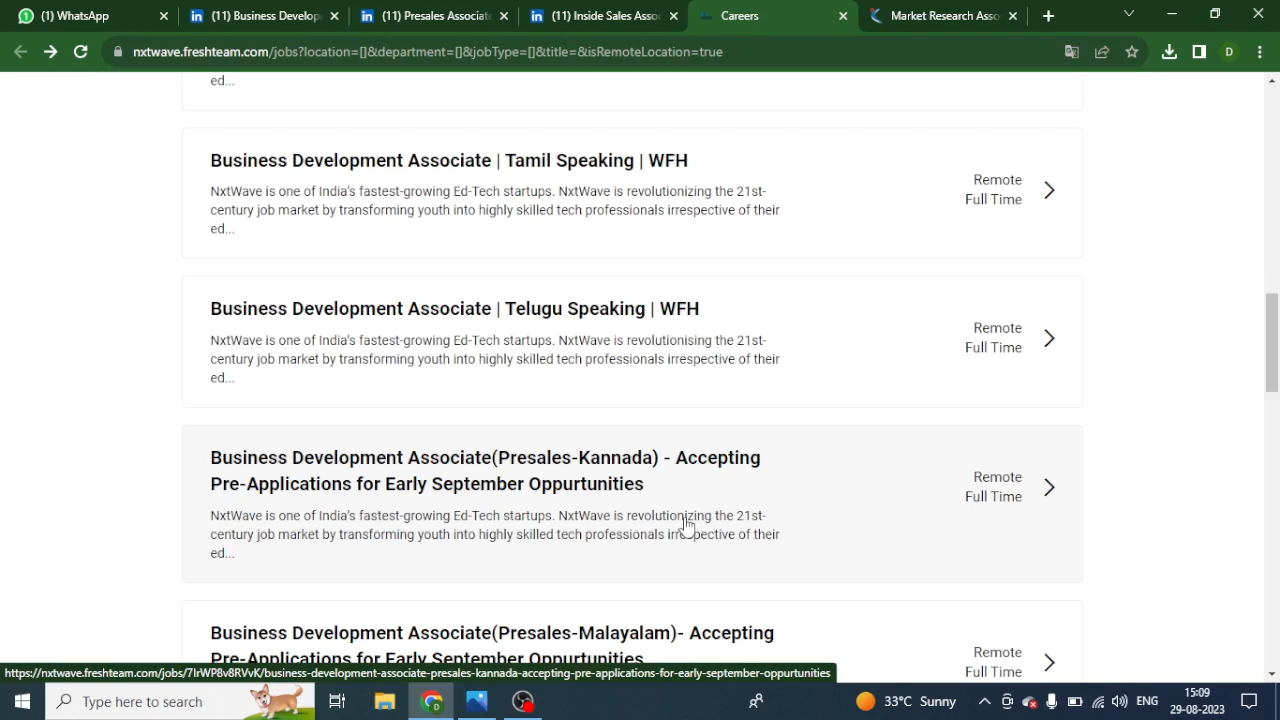 (1) WhatsApp
(11) Business Develop
(11) Presales Associat
(11) Inside Sales Asso
Careers
Market Research Asso
nxtwave.freshteam.com/jobs?location=[]&department=[]&jobType=[]&title=&isRemoteLocation=true
D
ed...
Business Development Associate | Tamil Speaking | WFH
NxtWave is one of India's fastest-growing Ed-Tech startups. NxtWave is revolutionizing the 21st-
century job market by transforming youth into highly skilled tech professionals irrespective of their
ed...
Remote
Full Time
Business Development Associate | Telugu Speaking | WFH
NxtWave is one of India's fastest-growing Ed-Tech startups. NxtWave is revolutionising the 21st-
century job market by transforming youth into highly skilled tech professionals irrespective of their
ed...
Remote
Full Time
Business Development Associate(Presales-Kannada) - Accepting
Pre-Applications for Early September Oppurtunities
NxtWave is one of India's fastest-growing Ed-Tech startups. NxtWave is revolutionizing the 21st-
century job market by transforming youth into highly skilled tech professionals irrespective of their
ed...
Remote
Full Time
Business Development Associate(Presales-Malayalam)- Accepting
Pre-Applications for Early September Oppurtunities
Remote
Full Time
https://nxtwave.freshteam.com/jobs/7IrWP8v8RVvK/business-development-associate-presales-kannada-accepting-pre-applications-for-early-september-oppurtunities
Type here to search
33°C Sunny
ENG
15:09
29-08-2023